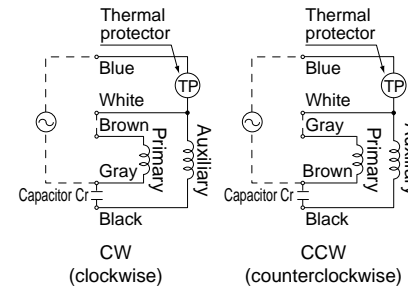 Thermal
protector
Blue
TP
White
Brown
Primary
Auxiliary
Gray
Capacitor Cr
Black
CW
(clockwise)
Thermal
protector
Blue
TP
White
Gray
Primary
Brown
Capacitor Cr
Black
CCW
(counterclockwise)